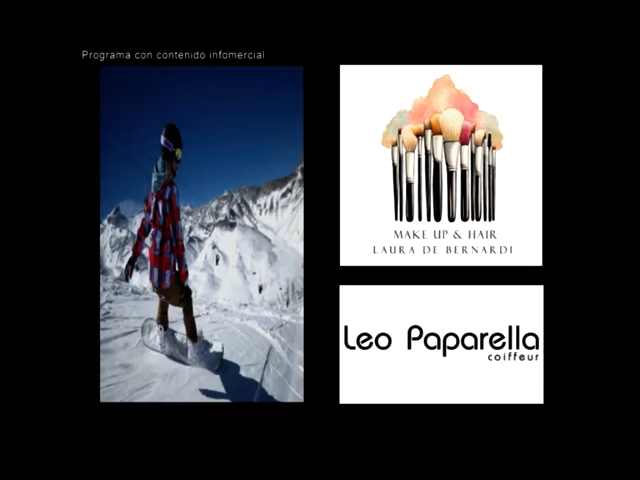 Programa con contenido infomercial
MAKE UP & HAIR
LAURA DE BERNARDI
Leo Paparella
coiffeur